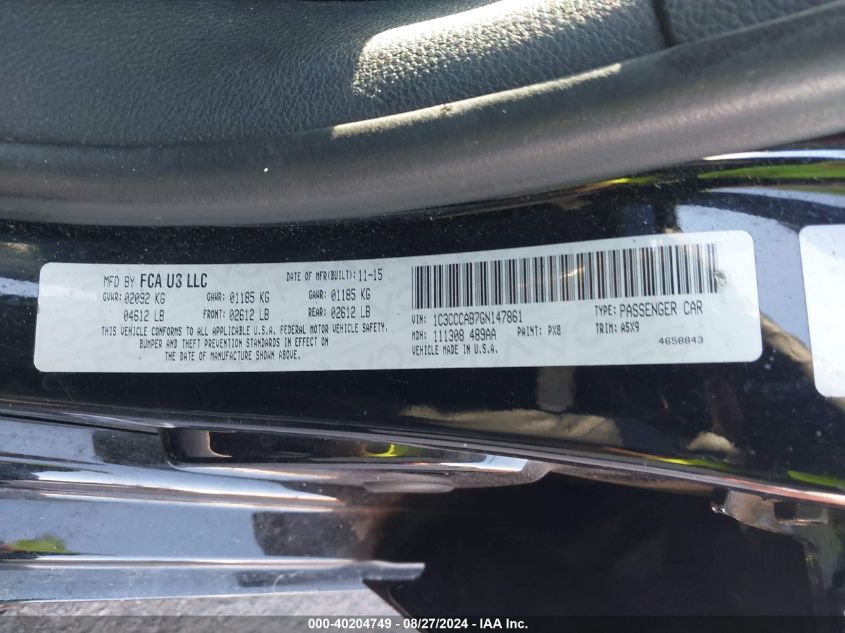 MFD BY FCA US LLC DATE OF MFR(BUILT): 11-15
GVWR: 02092 KG GAWR: 01185 KG GAWR: 01185 KG
04612 LB FRONT: 02612 LB REAR: 02612 LB
THIS VEHICLE CONFORMS TO ALL APPLICABLE U.S.A. FEDERAL MOTOR VEHICLE SAFETY,
BUMPER AND THEFT PREVENTION STANDARDS IN EFFECT ON
THE DATE OF MANUFACTURE SHOWN ABOVE.
VIN: 1C3CCCAB7GN147861 TYPE: PASSENGER CAR
MDH: 111308 489AA PAINT: PX8 TRIM: A5X9
VEHICLE MADE IN U.S.A. 4658843
000-40204749 - 08/27/2024 - IAA Inc.